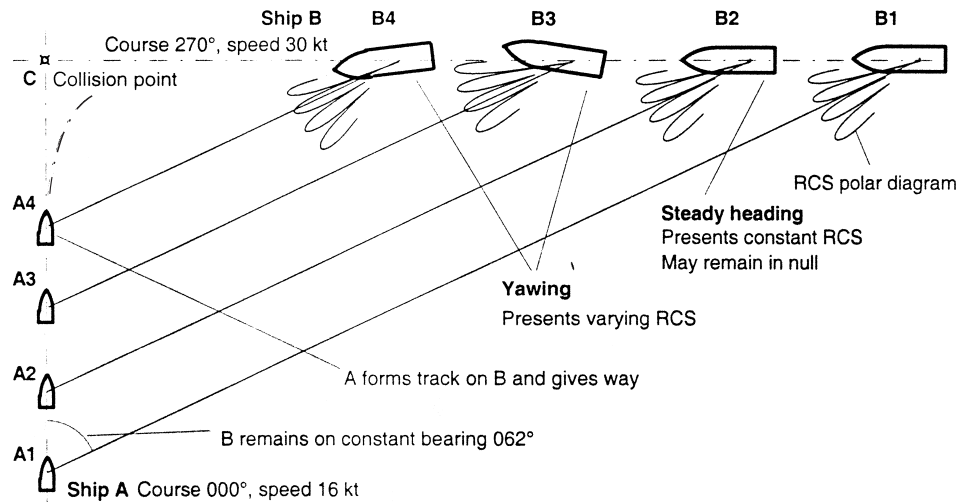 Ship B B4 B3 B2 B1
Course 270°, speed 30 kt
C Collision point
RCS polar diagram
A4
Steady heading
Presents constant RCS
May remain in null
A3
Yawing
Presents varying RCS
A2
A forms track on B and gives way
B remains on constant bearing 062°
A1
Ship A Course 000°, speed 16 kt